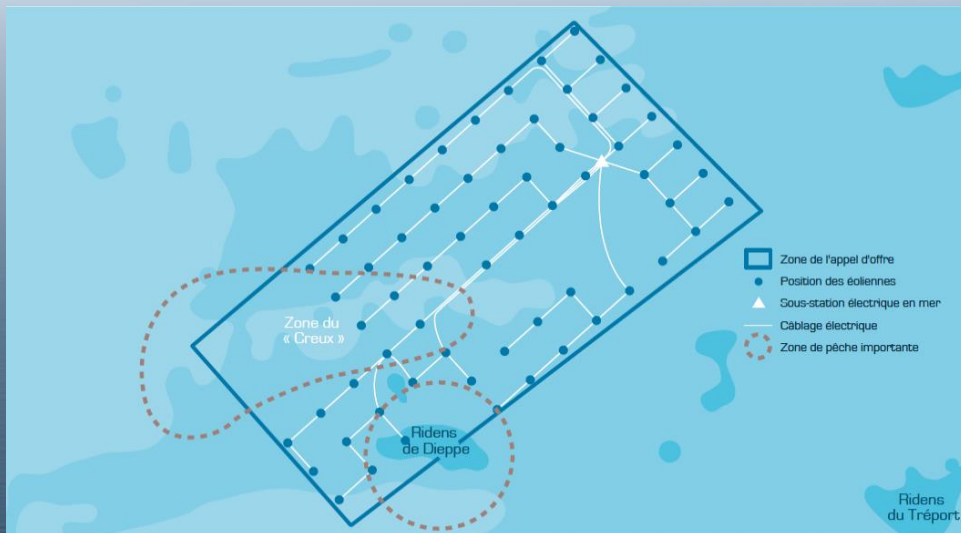 Zone du
« Creux »
Ridens
de Dieppe
Zone de l'appel d'offre
Position des éoliennes
Sous-station électrique en mer
Câblage électrique
Zone de pêche importante
Ridens
du Tréport